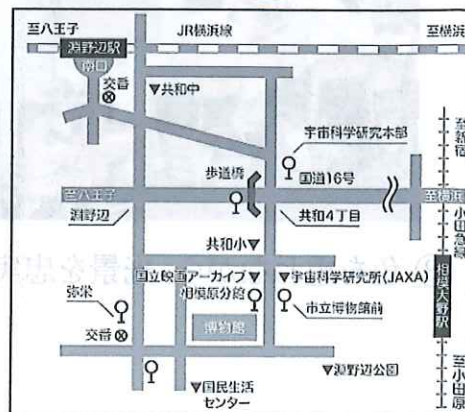 至八王子
JR横浜線
至横浜
淵野辺駅
南口
交番
▼共和中
至新宿
宇宙科学研究本部
歩道橋
国道16号
至八王子
至横浜
淵野辺
共和4丁目
小田急線
共和小▼
相模大野駅
国立映画アーカイブ▼
相模原分館
▼宇宙科学研究所(JAXA)
弥栄
市立博物館前
交番
博物館
▼淵野辺公園
至小田原
▼国民生活
センター